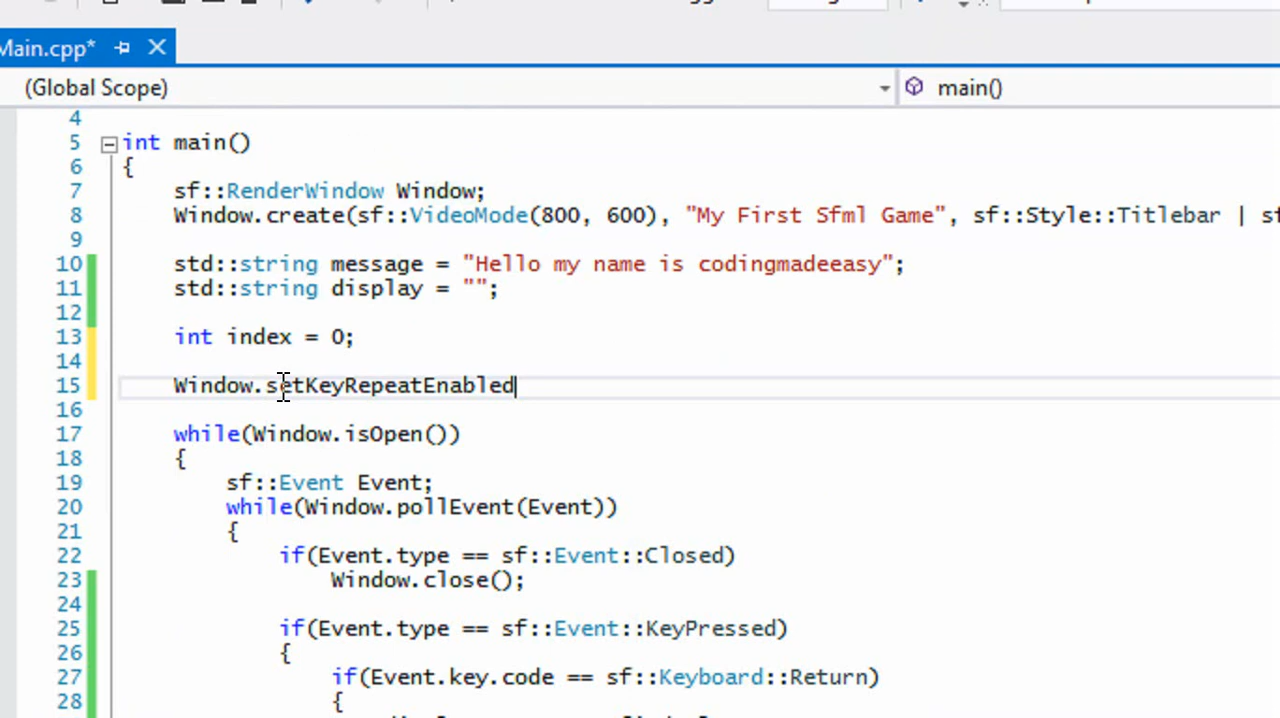 Main.cpp*
(Global Scope) main()
4
5 int main()
6 {
7 sf::RenderWindow Window;
8 Window.create(sf::VideoMode(800, 600), "My First Sfml Game", sf::Style::Titlebar | sf
9
10 std::string message = "Hello my name is codingmadeeasy";
11 std::string display = "";
12
13 int index = 0;
14
15 Window.setKeyRepeatEnabled
16
17 while(Window.isOpen())
18 {
19 sf::Event Event;
20 while(Window.pollEvent(Event))
21 {
22 if(Event.type == sf::Event::Closed)
23 Window.close();
24
25 if(Event.type == sf::Event::KeyPressed)
26 {
27 if(Event.key.code == sf::Keyboard::Return)
28 {